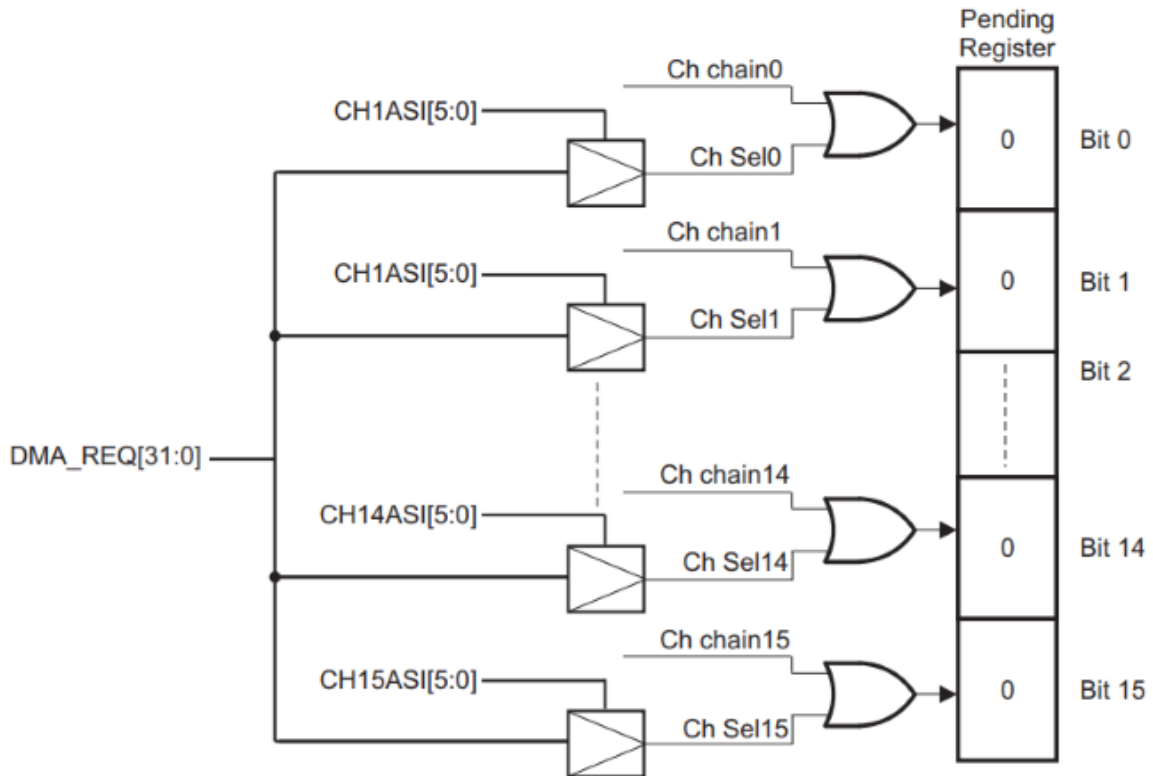 Pending
Register
Ch chain0
CH1ASI[5:0]
0
Bit 0
Ch Sel0
Ch chain1
CH1ASI[5:0]
0
Bit 1
Ch Sel1
Bit 2
DMA_REQ[31:0]
Ch chain14
CH14ASI[5:0]
0
Bit 14
Ch Sel14
Ch chain15
CH15ASI[5:0]
0
Bit 15
Ch Sel15